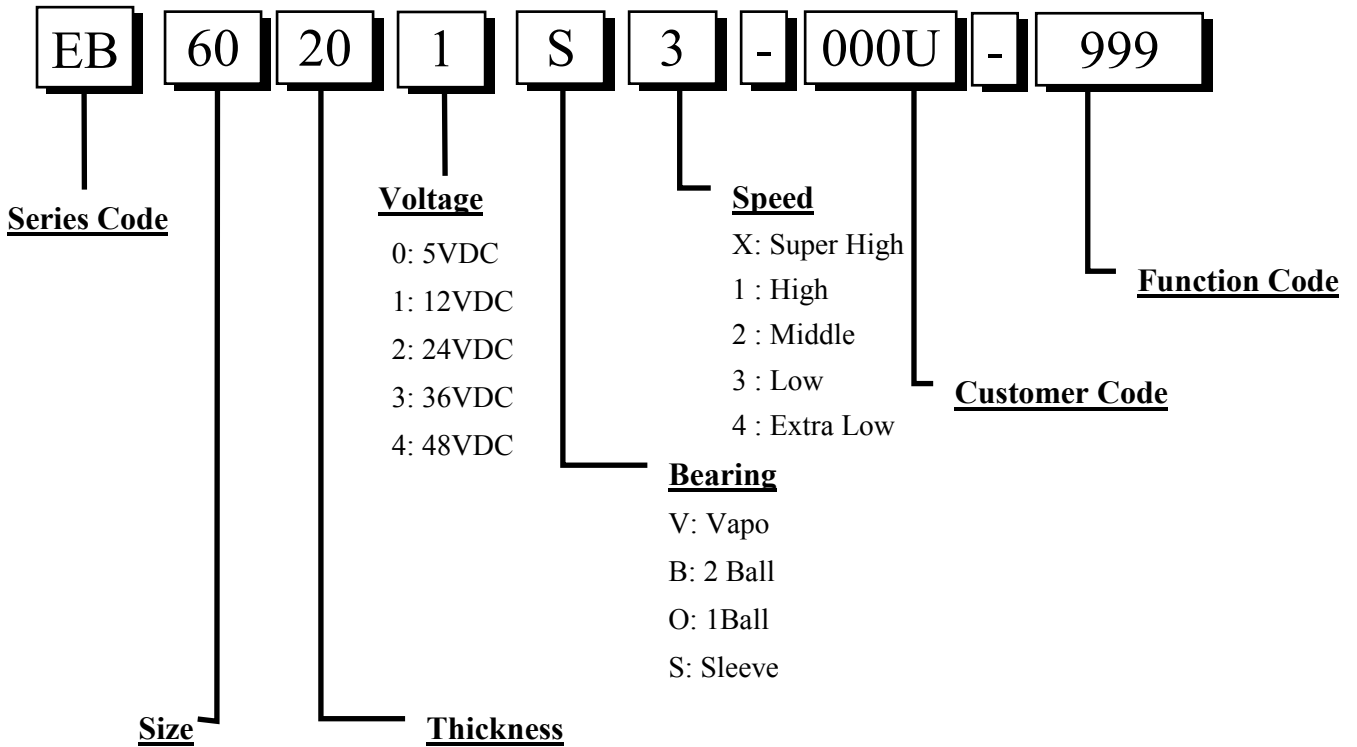 EB 60 20 1 S 3 - 000U - 999
Series Code
Voltage
0: 5VDC
1: 12VDC
2: 24VDC
3: 36VDC
4: 48VDC
Speed
X: Super High
1 : High
2 : Middle
3 : Low
4 : Extra Low
Function Code
Customer Code
Bearing
V: Vapo
B: 2 Ball
O: 1Ball
S: Sleeve
Size
Thickness